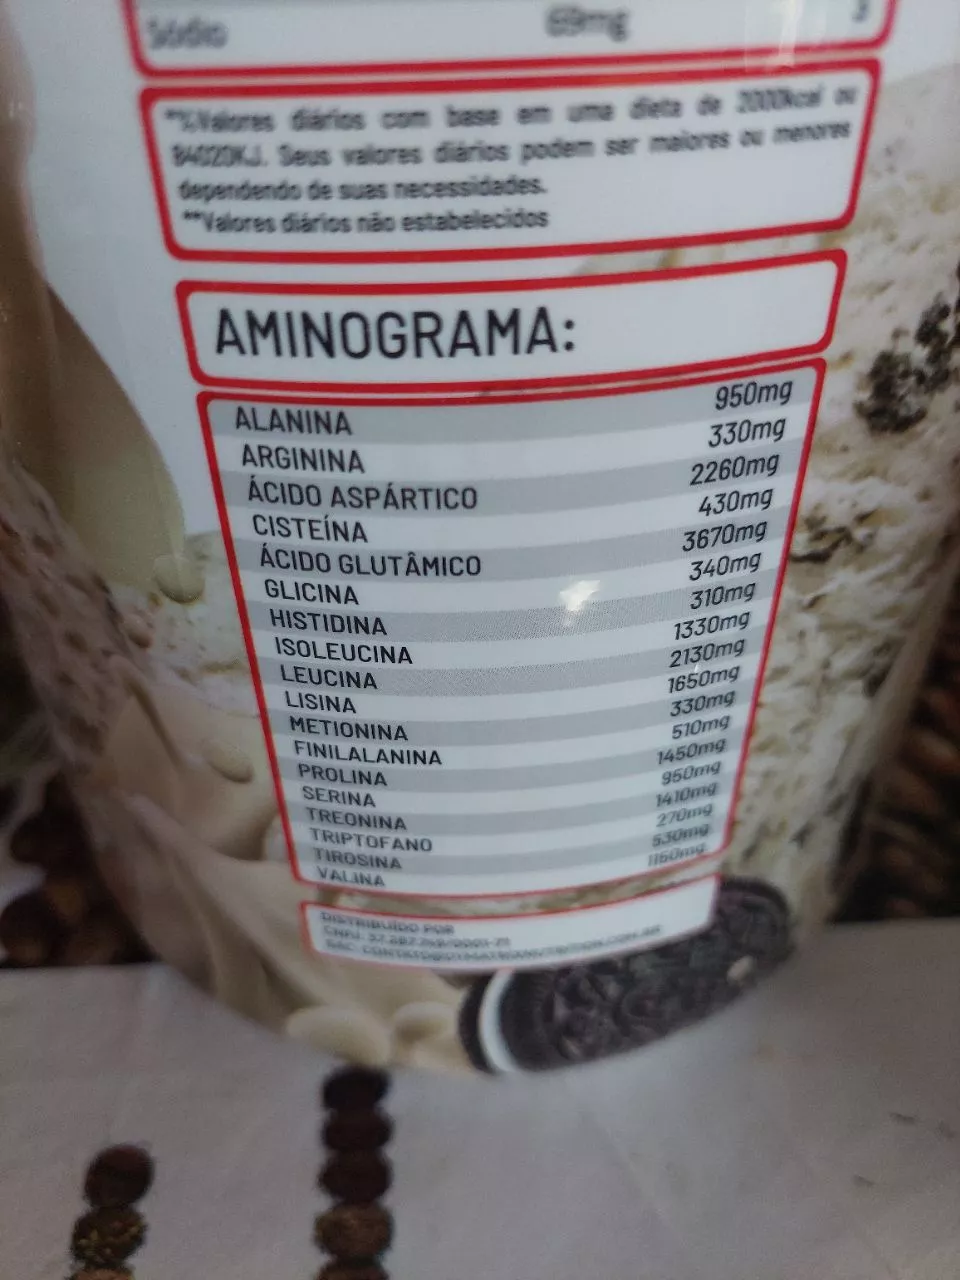 Sódio 69mg
*%Valores diários com base em uma dieta de 2000kcal ou
Seus valores diários podem ser maiores ou menores
dependendo de suas necessidades.
**Valores diários não estabelecidos
AMINOGRAMA:
ALANINA 950mg
ARGININA 330mg
ÁCIDO ASPÁRTICO 2260mg
CISTEÍNA 430mg
ÁCIDO GLUTÂMICO 3670mg
GLICINA 340mg
HISTIDINA 310mg
ISOLEUCINA 1330mg
LEUCINA 2130mg
LISINA 1650mg
METIONINA 330mg
FINILALANINA 510mg
PROLINA 1450mg
SERINA 950mg
TREONINA 1410mg
TRIPTOFANO 270mg
TIROSINA 530mg
VALINA 1160mg
DISTRIBUÍDO POR
CNPJ:
SAC: